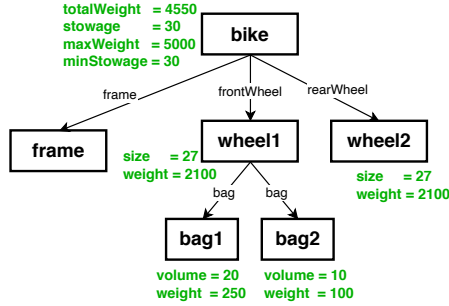 totalWeight = 4550
stowage = 30
maxWeight = 5000
minStowage = 30
bike
frame
frontWheel
rearWheel
frame
wheel1
wheel2
size = 27
weight = 2100
size = 27
weight = 2100
bag
bag
bag1
bag2
volume = 20
weight = 250
volume = 10
weight = 100